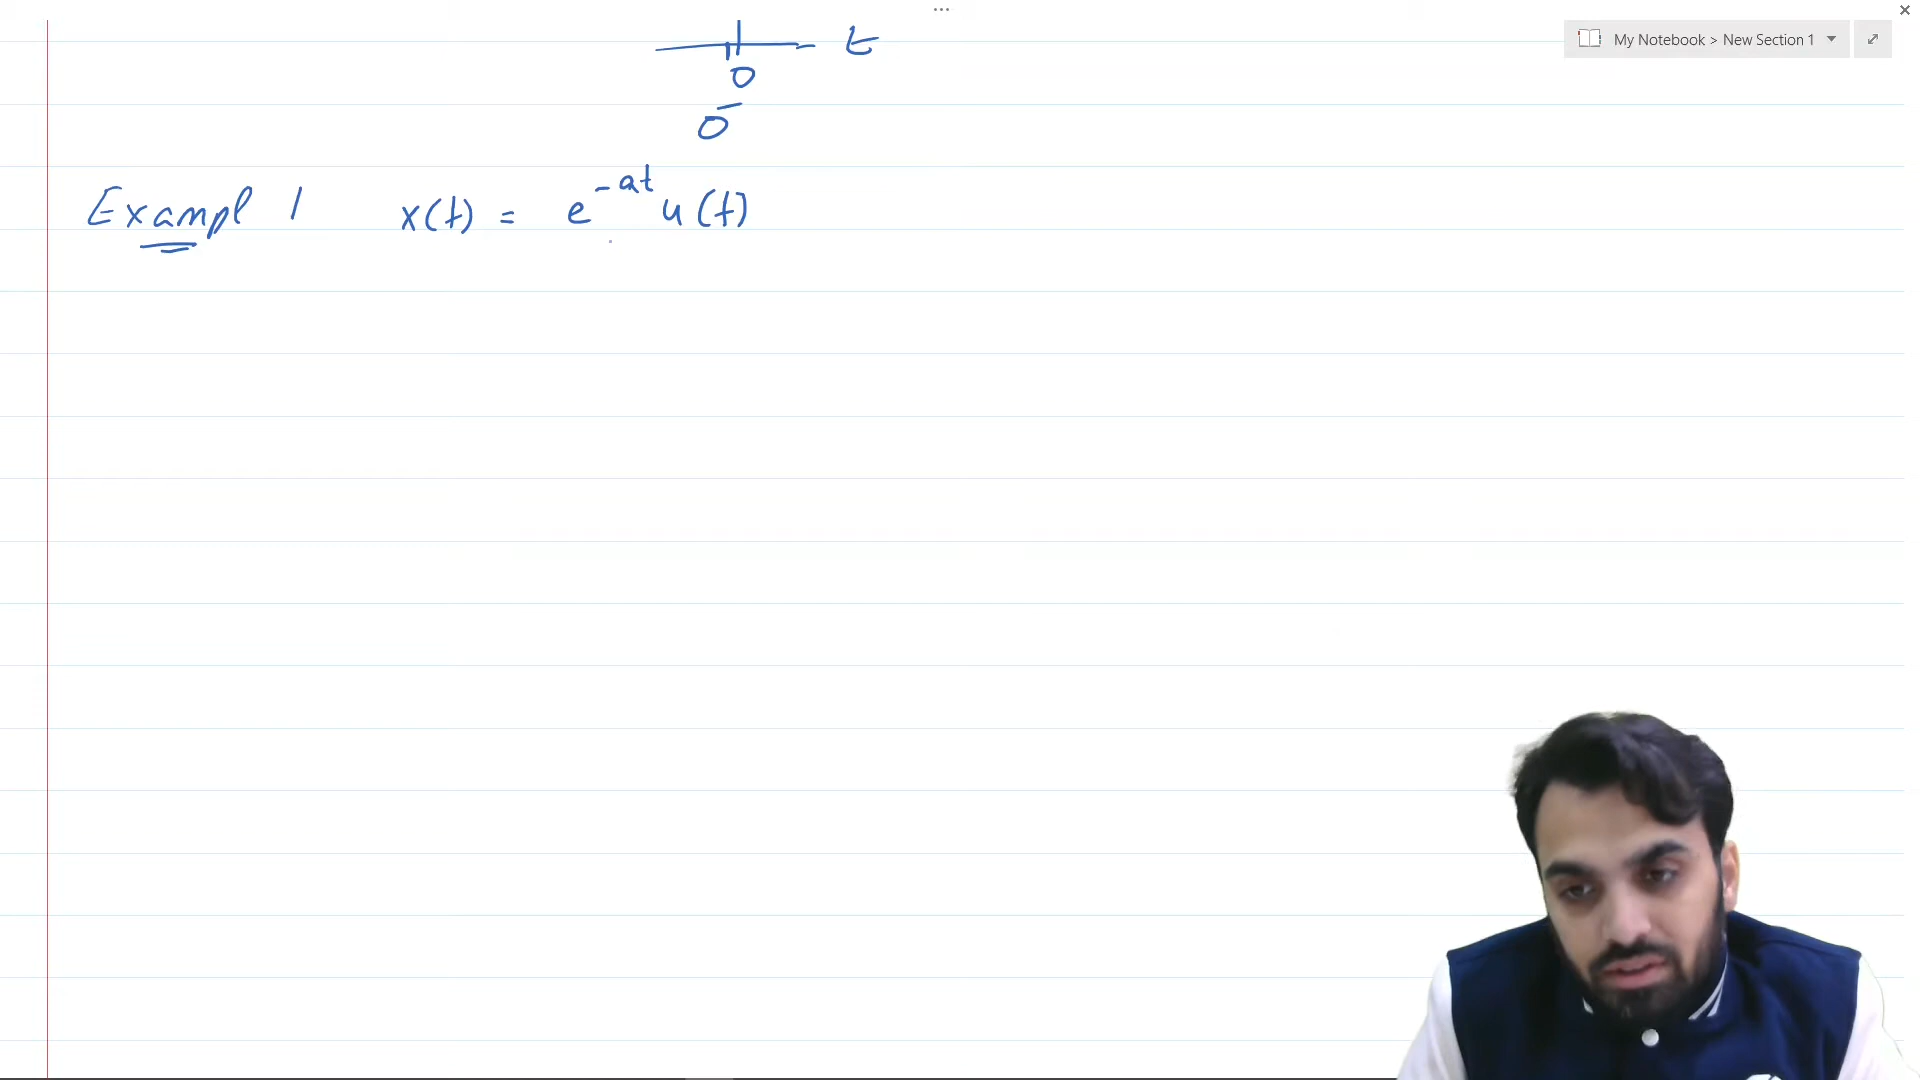 ...
My Notebook > New Section 1
t
0
0⁻
Exampl 1 x(t) = e^{-at} u(t)